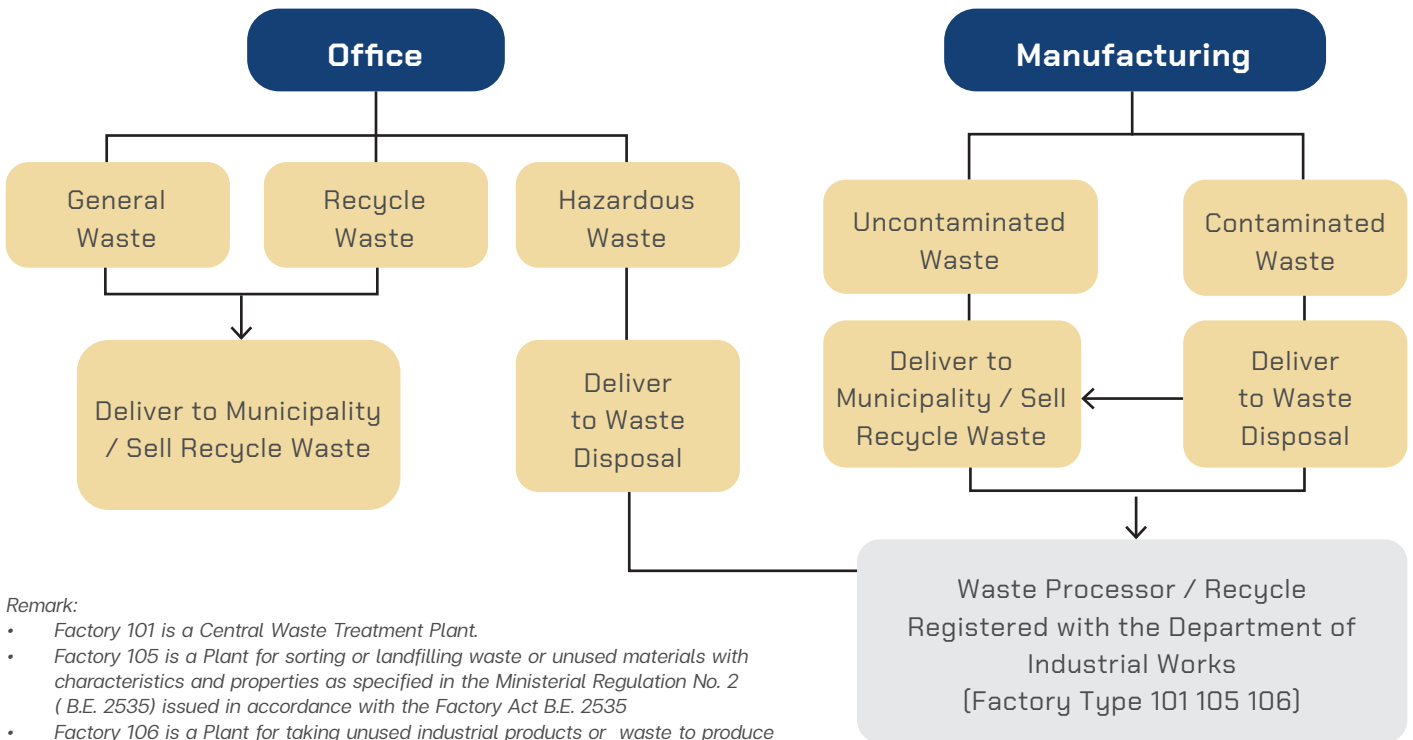 Office
Manufacturing
General
Waste
Recycle
Waste
Hazardous
Waste
Uncontaminated
Waste
Contaminated
Waste
Deliver to Municipality
/ Sell Recycle Waste
Deliver
to Waste
Disposal
Deliver to
Municipality / Sell
Recycle Waste
Deliver
to Waste
Disposal
Waste Processor / Recycle
Registered with the Department of
Industrial Works
(Factory Type 101 105 106)
Remark:
• Factory 101 is a Central Waste Treatment Plant.
• Factory 105 is a Plant for sorting or landfilling waste or unused materials with
characteristics and properties as specified in the Ministerial Regulation No. 2
( B.E. 2535) issued in accordance with the Factory Act B.E. 2535
• Factory 106 is a Plant for taking unused industrial products or waste to produce